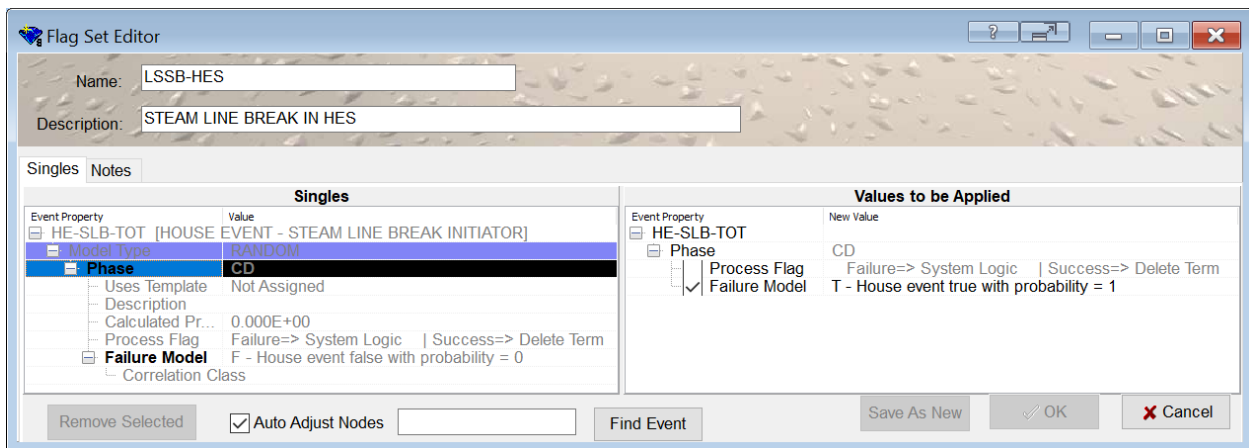 Flag Set Editor
?
Name: LSSB-HES
Description: STEAM LINE BREAK IN HES
Singles Notes
Singles
Event Property Value
HE-SLB-TOT [HOUSE EVENT - STEAM LINE BREAK INITIATOR]
Model Type RANDOM
Phase CD
Uses Template Not Assigned
Description
Calculated Pr... 0.000E+00
Process Flag Failure=> System Logic | Success=> Delete Term
Failure Model F - House event false with probability = 0
Correlation Class
Values to be Applied
Event Property New Value
HE-SLB-TOT
Phase CD
Process Flag Failure=> System Logic | Success=> Delete Term
Failure Model T - House event true with probability = 1
Remove Selected Auto Adjust Nodes Find Event Save As New OK Cancel